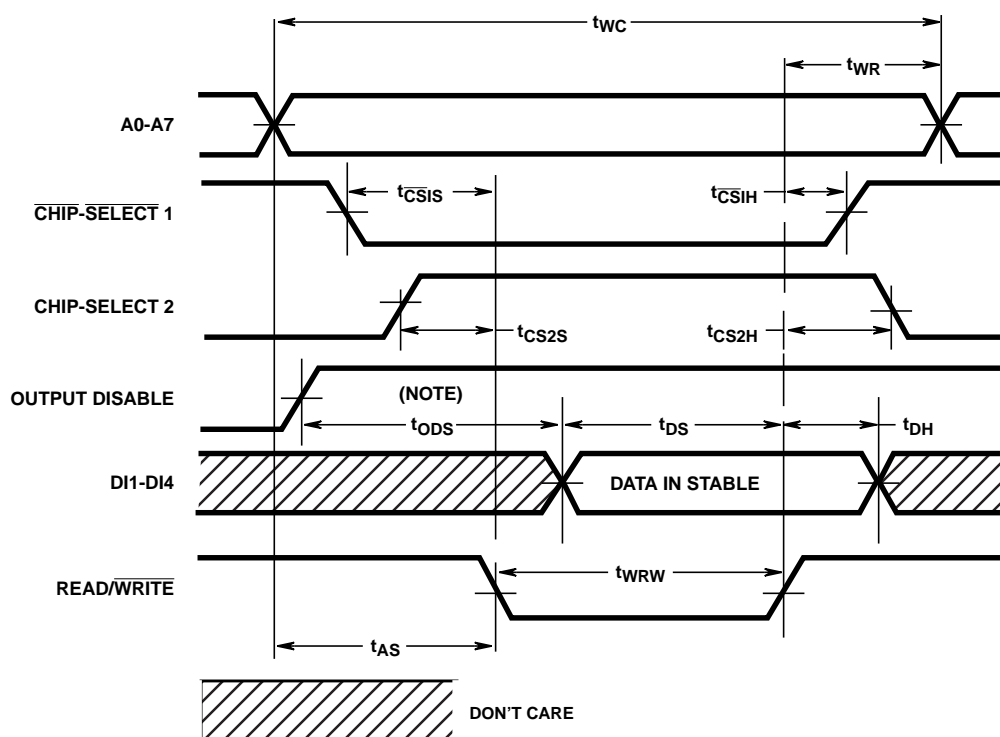 tWC
tWR
A0-A7
tCSIS
tCSIH
CHIP-SELECT 1
CHIP-SELECT 2
tCS2S
tCS2H
OUTPUT DISABLE
(NOTE)
tODS
tDS
tDH
DI1-DI4
DATA IN STABLE
tWRW
READ/WRITE
tAS
DON'T CARE